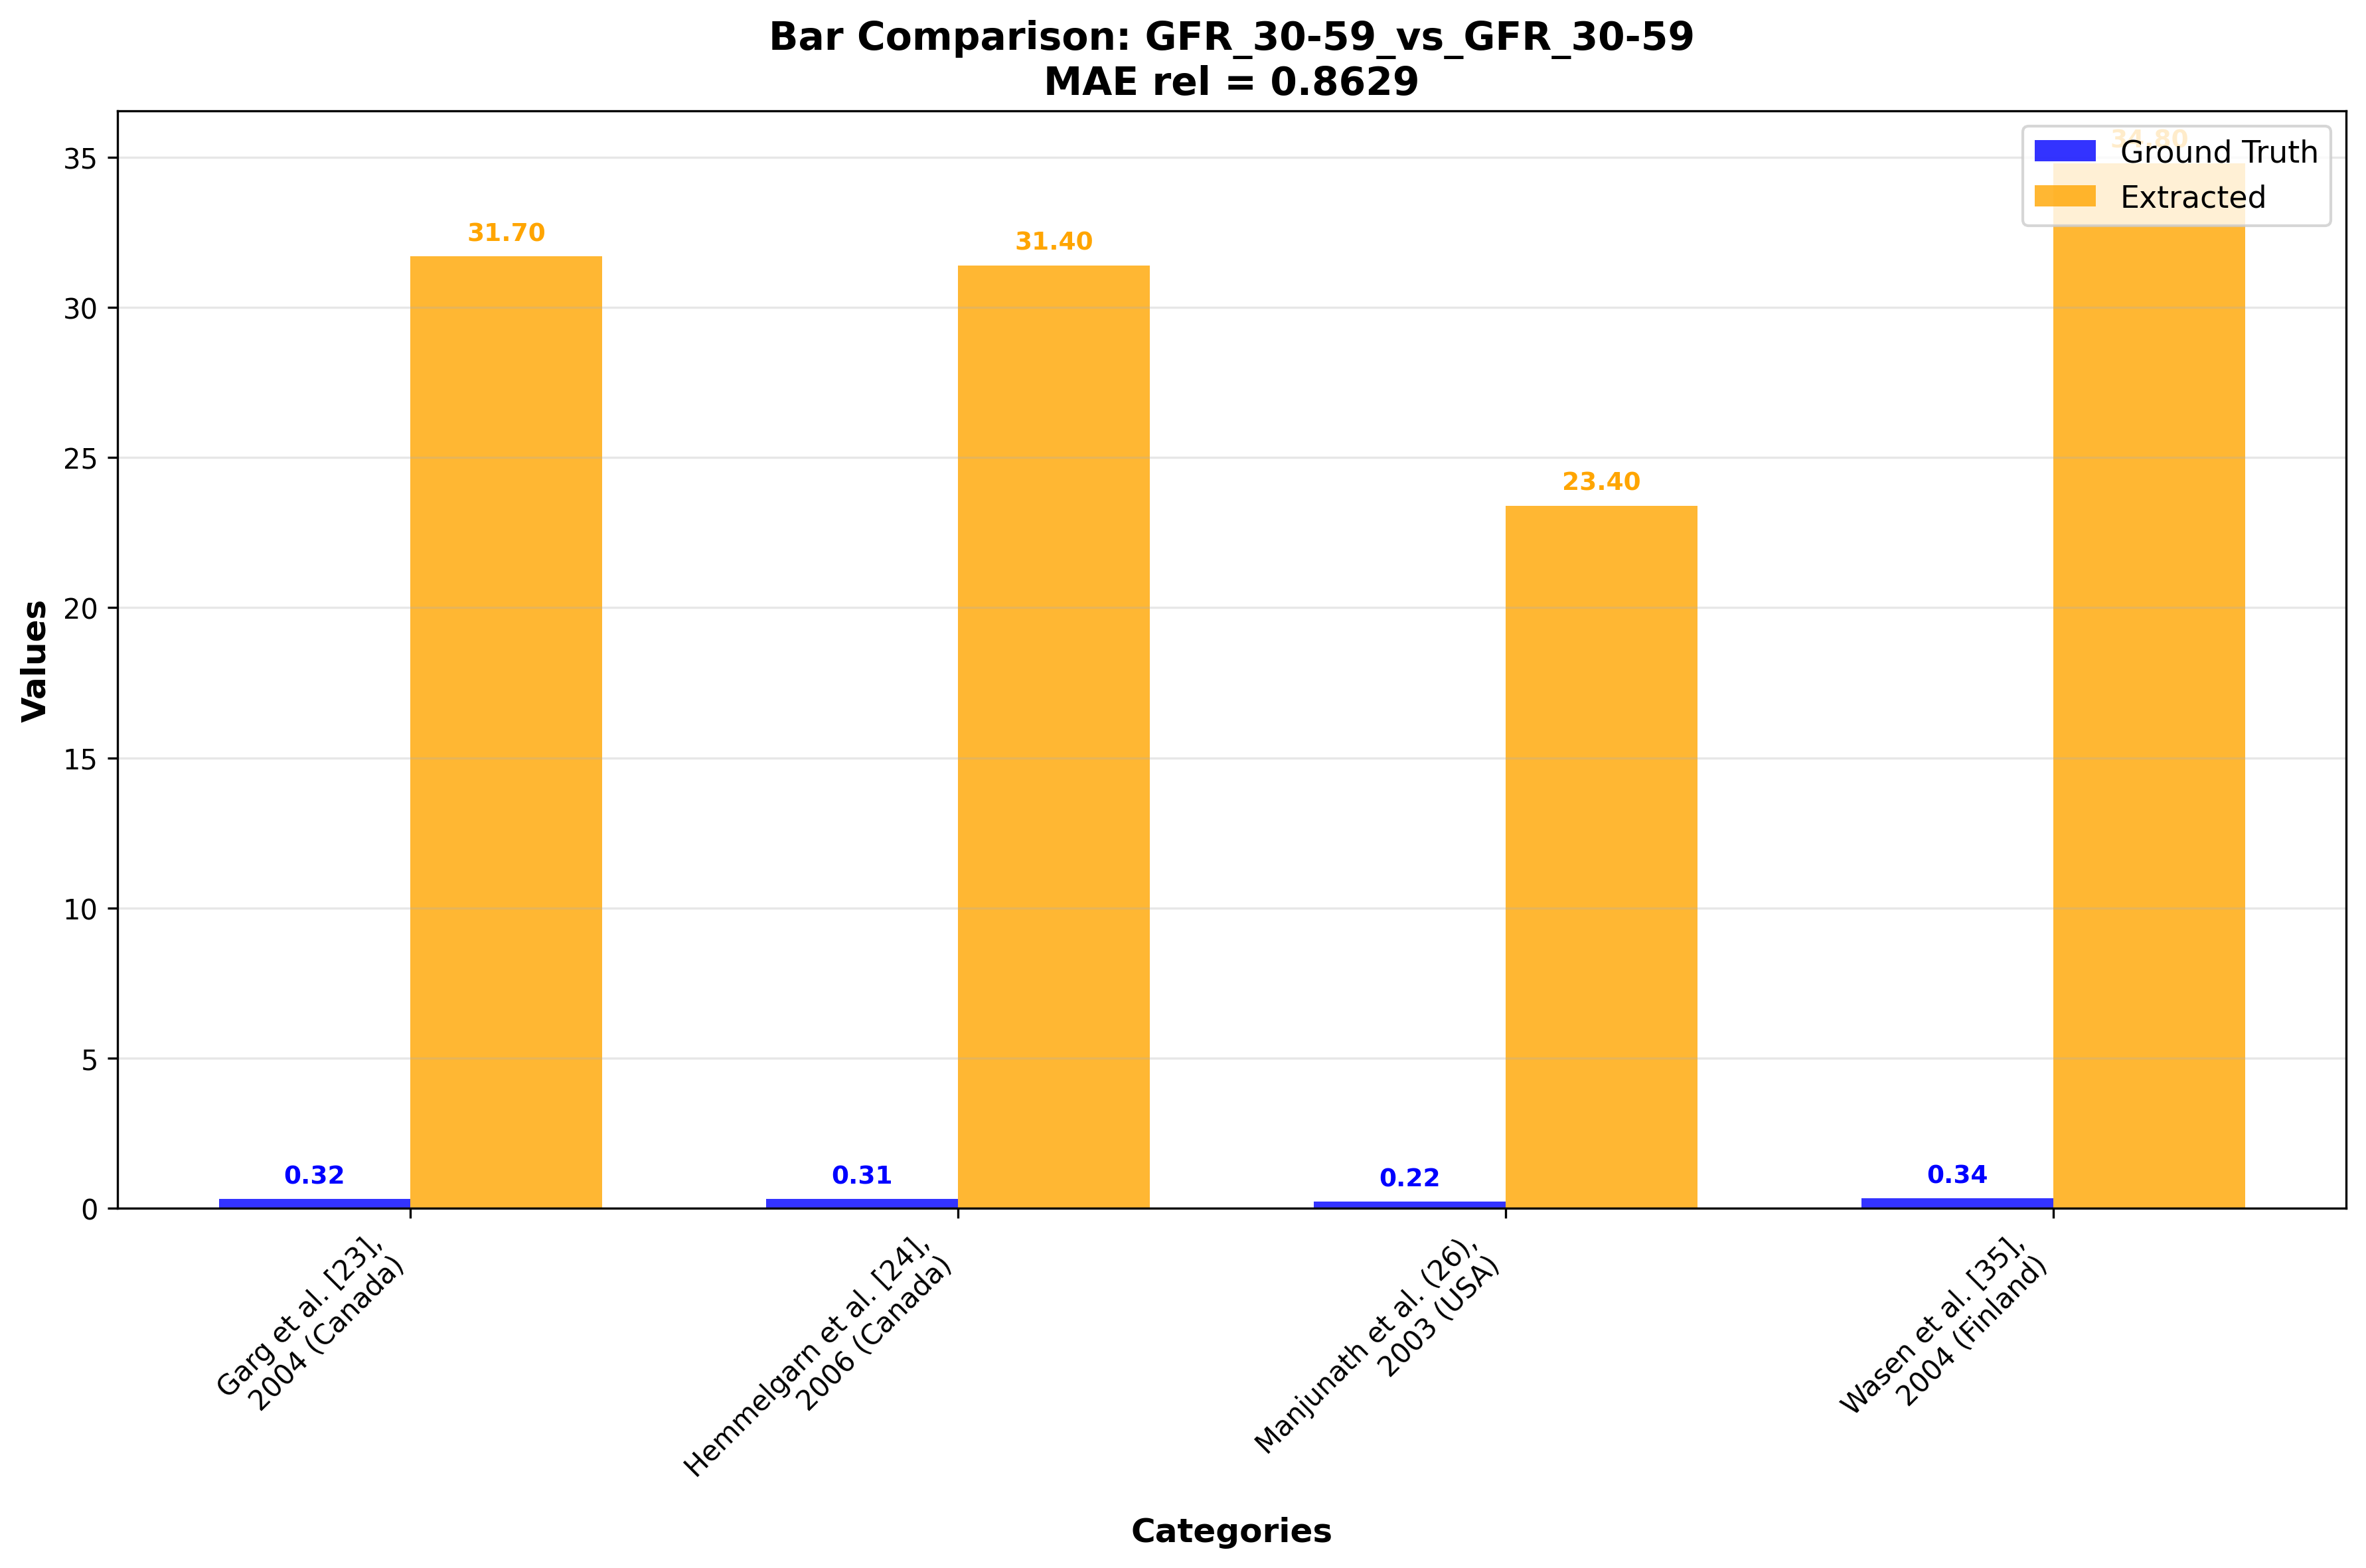 Bar Comparison: GFR_30-59_vs_GFR_30-59
MAE rel = 0.8629
Values
35
30
25
20
15
10
5
0
34.80
Ground Truth
Extracted
31.70
31.40
23.40
0.32
0.31
0.22
0.34
Garg et al. [23],
2004 (Canada)
Hemmelgarn et al. [24],
2006 (Canada)
Manjunath et al. (26),
2003 (USA)
Wasen et al. [35],
2004 (Finland)
Categories